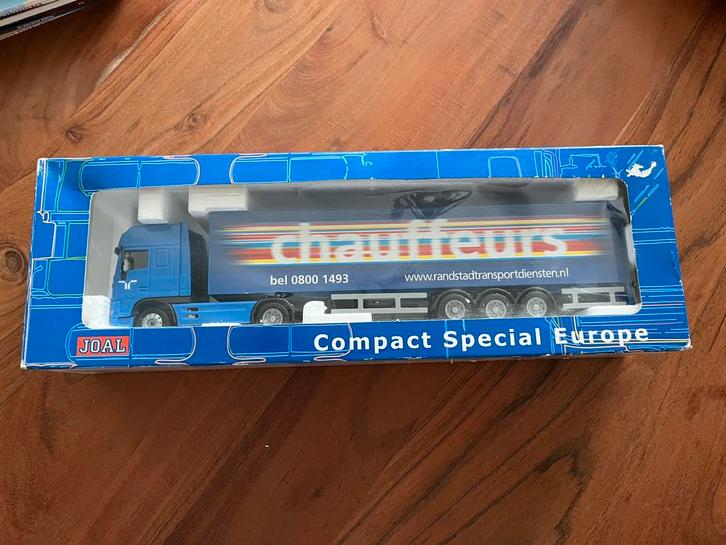 chauffeurs
bel 0800 1493
www.randstadtransportdiensten.nl
JOAL
Compact Special Europe